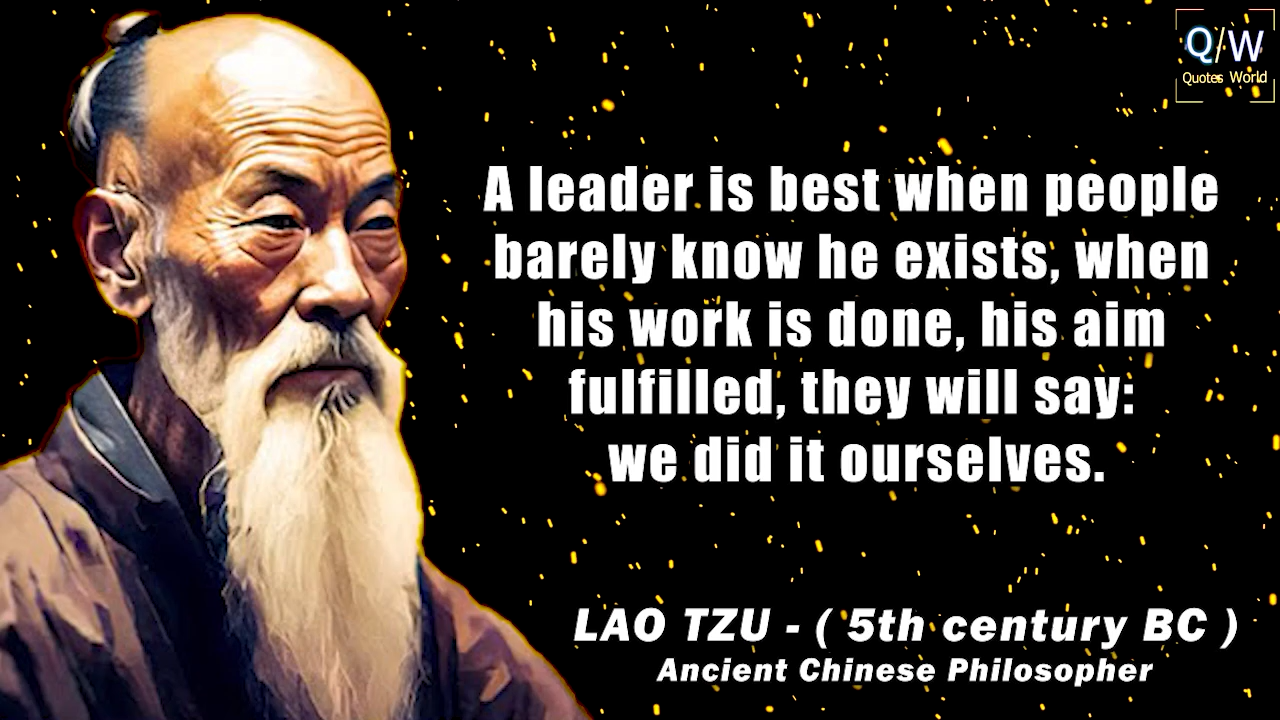 Q/W
Quotes World
A leader is best when people
barely know he exists, when
his work is done, his aim
fulfilled, they will say:
we did it ourselves.
LAO TZU - ( 5th century BC )
Ancient Chinese Philosopher